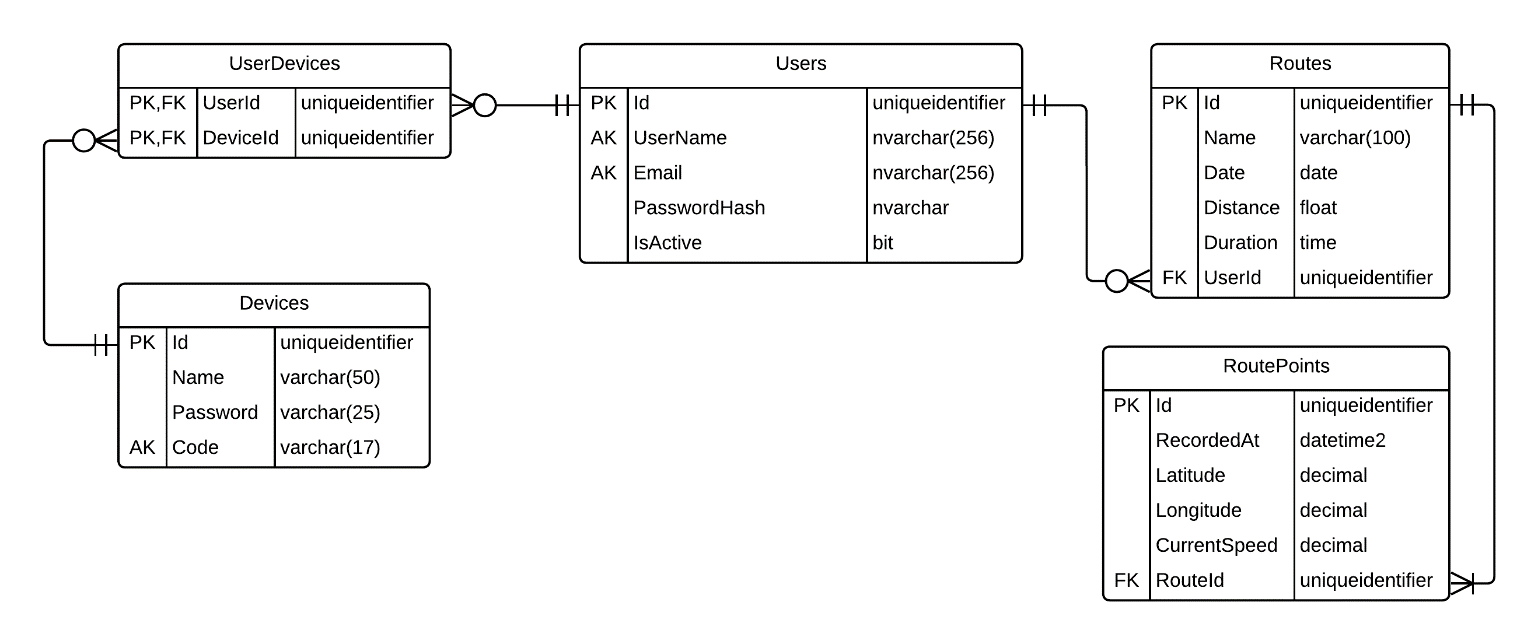 UserDevices
PK,FK UserId uniqueidentifier
PK,FK DeviceId uniqueidentifier
Users
PK Id uniqueidentifier
AK UserName nvarchar(256)
AK Email nvarchar(256)
PasswordHash nvarchar
IsActive bit
Routes
PK Id uniqueidentifier
Name varchar(100)
Date date
Distance float
Duration time
FK UserId uniqueidentifier
Devices
PK Id uniqueidentifier
Name varchar(50)
Password varchar(25)
AK Code varchar(17)
RoutePoints
PK Id uniqueidentifier
RecordedAt datetime2
Latitude decimal
Longitude decimal
CurrentSpeed decimal
FK RouteId uniqueidentifier